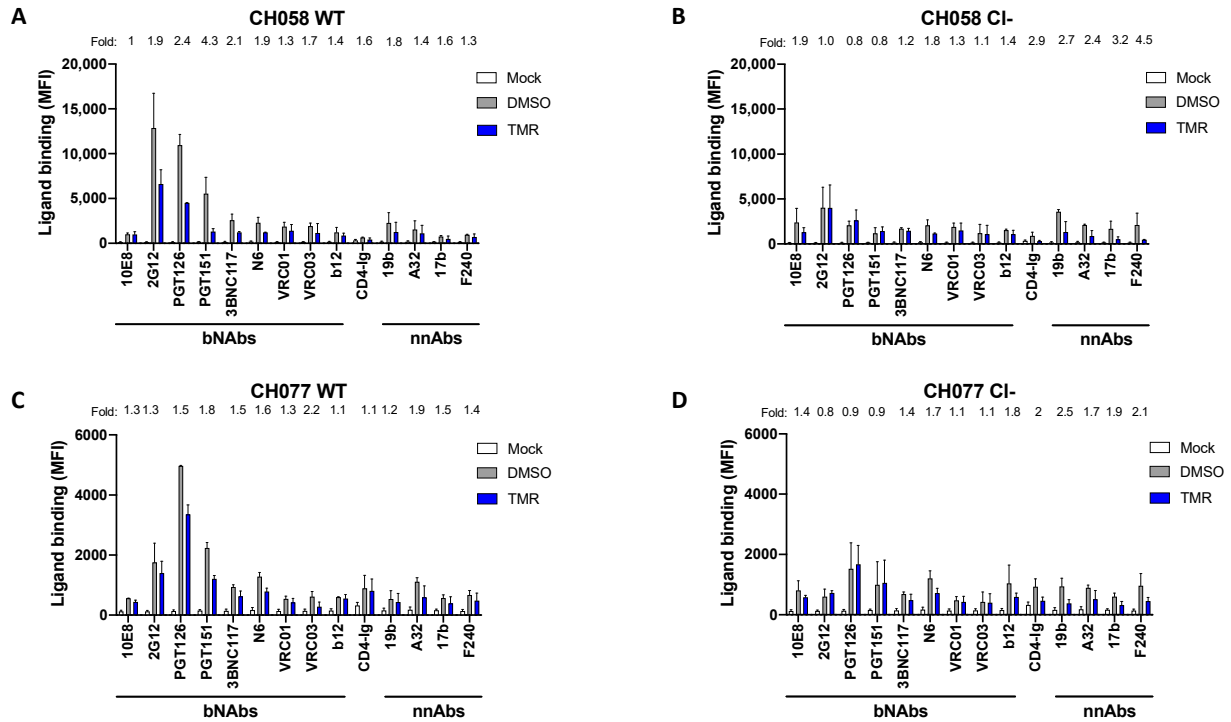 A
CH058 WT
Fold: 1 1.9 2.4 4.3 2.1 1.9 1.3 1.7 1.4 1.6 1.8 1.4 1.6 1.3
Ligand binding (MFI)
20,000
15,000
10,000
5,000
0
Mock
DMSO
TMR
10E8 2G12 PGT126 PGT151 3BNC117 N6 VRC01 VRC03 b12 CD4-Ig 19b A32 17b F240
bNAbs nnAbs
B
CH058 Cl-
Fold: 1.9 1.0 0.8 0.8 1.2 1.8 1.3 1.1 1.4 2.9 2.7 2.4 3.2 4.5
Ligand binding (MFI)
20,000
15,000
10,000
5,000
0
Mock
DMSO
TMR
10E8 2G12 PGT126 PGT151 3BNC117 N6 VRC01 VRC03 b12 CD4-Ig 19b A32 17b F240
bNAbs nnAbs
C
CH077 WT
Fold: 1.3 1.3 1.5 1.8 1.5 1.6 1.3 2.2 1.1 1.1 1.2 1.9 1.5 1.4
Ligand binding (MFI)
6000
4000
2000
0
Mock
DMSO
TMR
10E8 2G12 PGT126 PGT151 3BNC117 N6 VRC01 VRC03 b12 CD4-Ig 19b A32 17b F240
bNAbs nnAbs
D
CH077 Cl-
Fold: 1.4 0.8 0.9 0.9 1.4 1.7 1.1 1.1 1.8 2 2.5 1.7 1.9 2.1
Ligand binding (MFI)
6000
4000
2000
0
Mock
DMSO
TMR
10E8 2G12 PGT126 PGT151 3BNC117 N6 VRC01 VRC03 b12 CD4-Ig 19b A32 17b F240
bNAbs nnAbs